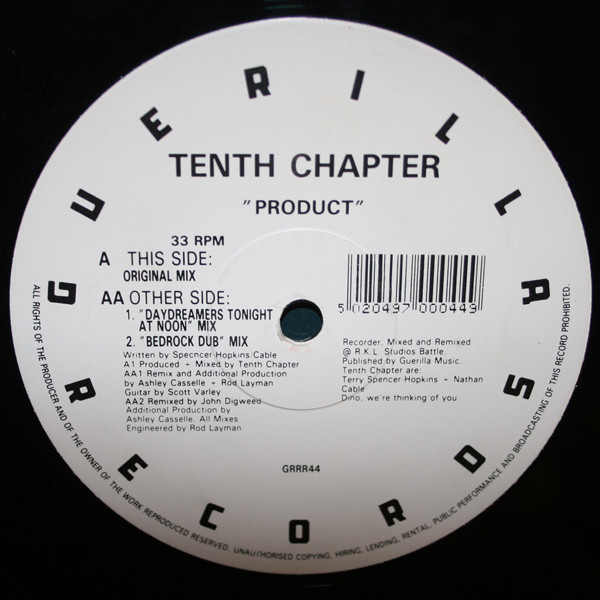 GUERILLA RECORDS
TENTH CHAPTER
"PRODUCT"
33 RPM
A THIS SIDE:
ORIGINAL MIX
AA OTHER SIDE:
1. "DAYDREAMERS TONIGHT
AT NOON" MIX
2. "BEDROCK DUB" MIX
Written by Specncer-Hopkins/Cable
A1 Produced + Mixed by Tenth Chapter
AA1 Remix and Additional Production
by Ashley Casselle + Rod Layman
Guitar by Scott Varley
AA2 Remixed by John Digweed
Additional Production by
Ashley Casselle All Mixes
Engineered by Rod Layman
5 020497 000449
Recorder, Mixed and Remixed
@ R.K.L. Studios Battle.
Published by Guerilla Music.
Tenth Chapter are:
Terry Spencer-Hopkins + Nathan
Cable
Dino, we're thinking of you.
GRRR44
ALL RIGHTS OF THE PRODUCER AND OF THE OWNER OF THE WORK REPRODUCED RESERVED. UNAUTHORISED COPYING, HIRING, LENDING, RENTAL, PUBLIC PERFORMANCE AND BROADCASTING OF THIS RECORD PROHIBITED.